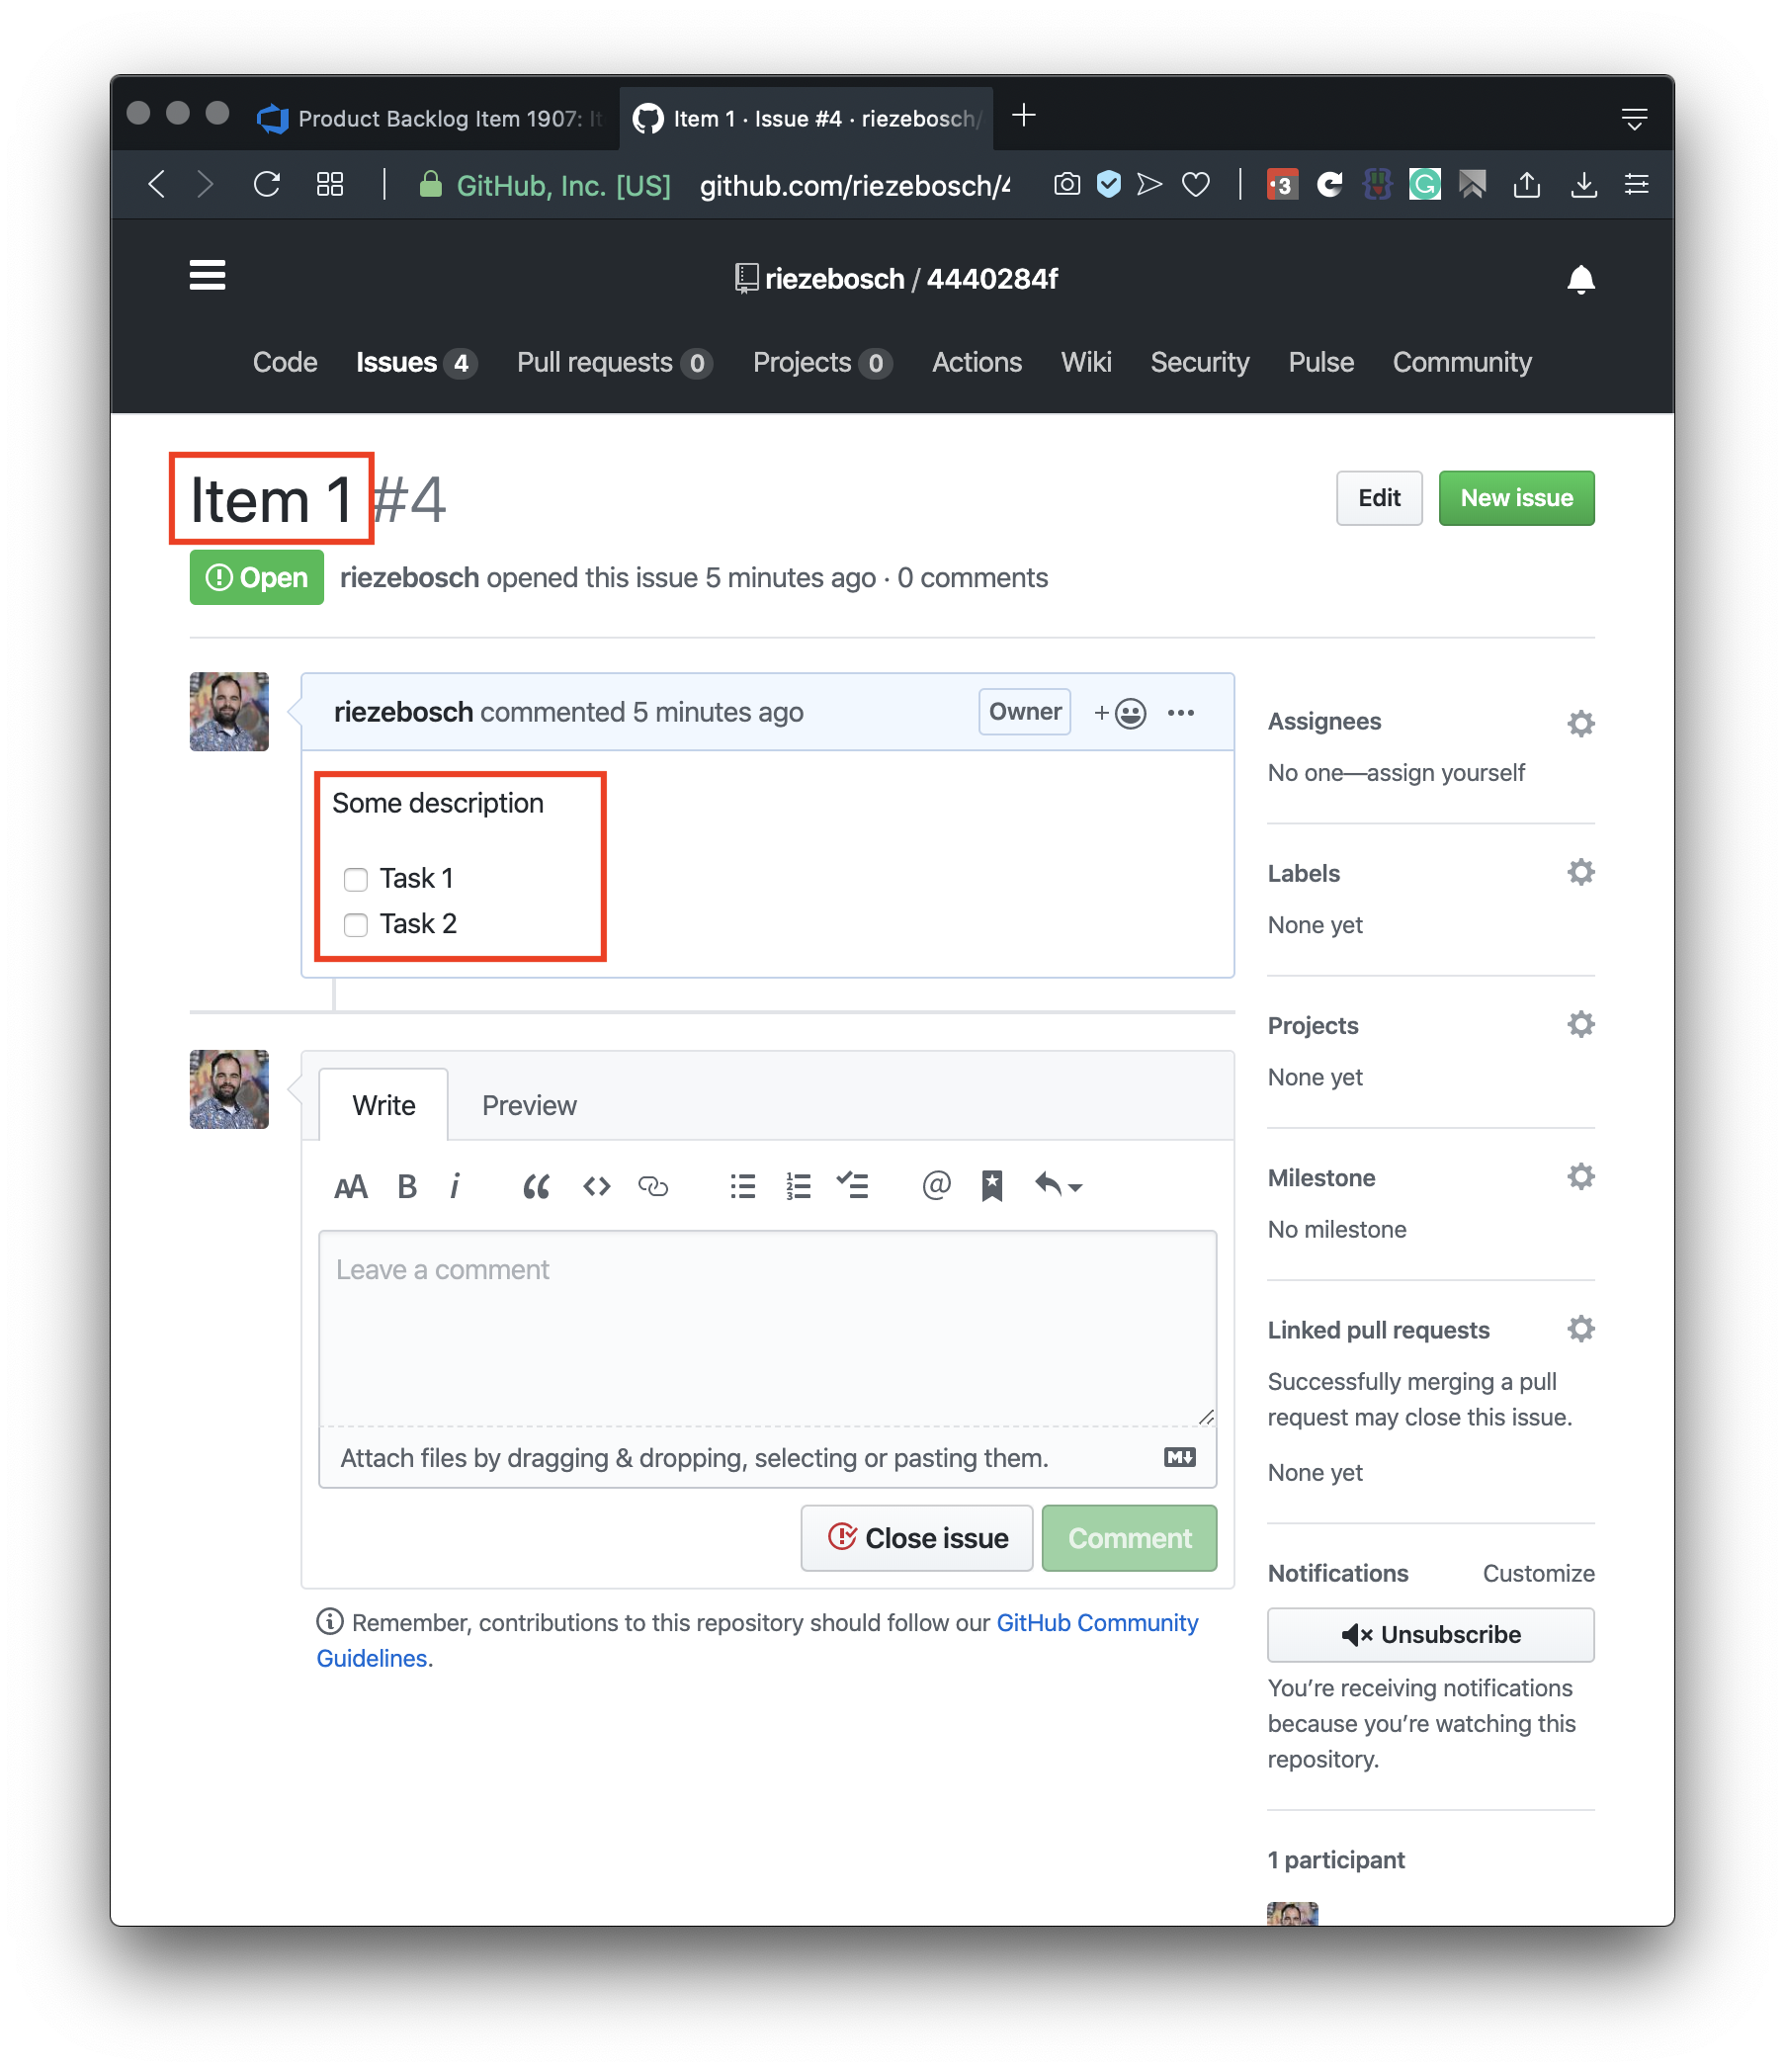 Product Backlog Item 1907: It
Item 1 · Issue #4 · riezebosch/
GitHub, Inc. [US] github.com/riezebosch/4
3
riezebosch / 4440284f
Code Issues 4 Pull requests 0 Projects 0 Actions Wiki Security Pulse Community
Item 1 #4
Edit New issue
Open riezebosch opened this issue 5 minutes ago · 0 comments
riezebosch commented 5 minutes ago Owner
Some description
Task 1
Task 2
Write Preview
Leave a comment
Attach files by dragging & dropping, selecting or pasting them.
Close issue Comment
Remember, contributions to this repository should follow our GitHub Community
Guidelines.
Assignees
No one—assign yourself
Labels
None yet
Projects
None yet
Milestone
No milestone
Linked pull requests
Successfully merging a pull
request may close this issue.
None yet
Notifications Customize
Unsubscribe
You’re receiving notifications
because you’re watching this
repository.
1 participant